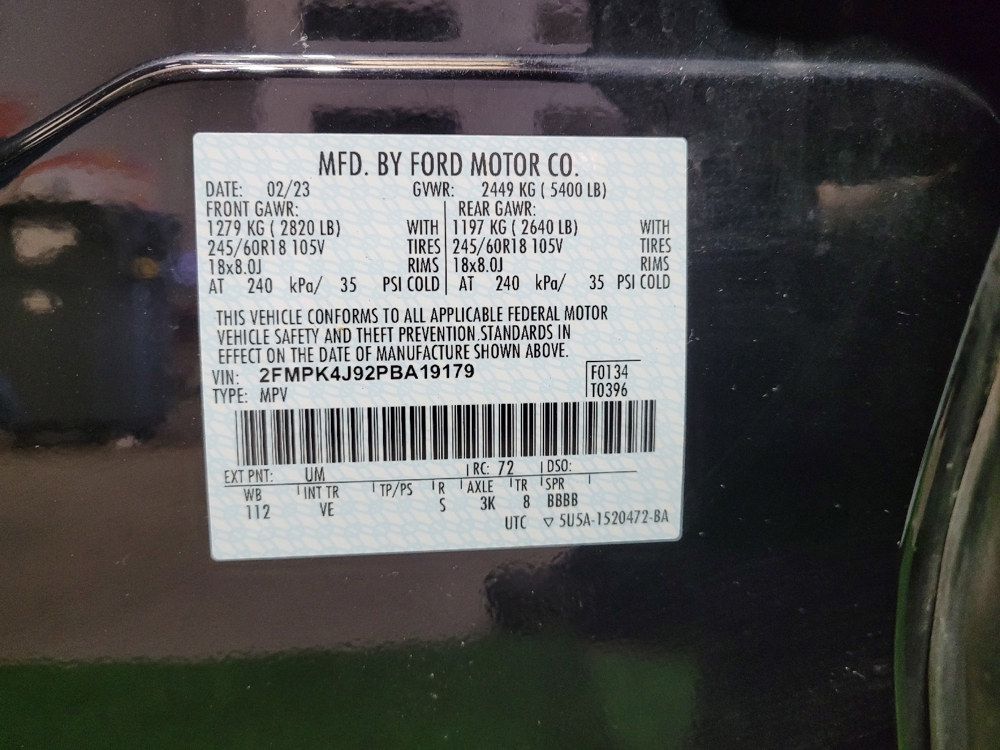 MFD. BY FORD MOTOR CO.
DATE: 02/23 GVWR: 2449 KG ( 5400 LB)
FRONT GAWR: REAR GAWR:
1279 KG ( 2820 LB) WITH 1197 KG ( 2640 LB) WITH
245/60R18 105V TIRES 245/60R18 105V TIRES
18x8.0J RIMS 18x8.0J RIMS
AT 240 kPa/ 35 PSI COLD AT 240 kPa/ 35 PSI COLD
THIS VEHICLE CONFORMS TO ALL APPLICABLE FEDERAL MOTOR
VEHICLE SAFETY AND THEFT PREVENTION STANDARDS IN
EFFECT ON THE DATE OF MANUFACTURE SHOWN ABOVE.
VIN: 2FMPK4J92PBA19179 F0134
TYPE: MPV T0396
EXT PNT: UM RC: 72 DSO:
WB INT TR TP/PS R AXLE TR SPR
112 VE S 3K 8 BBBB
UTC ▽ 5U5A-1520472-BA